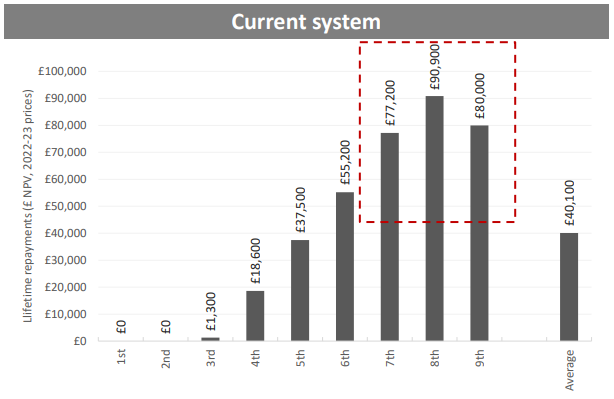 Current system
Llifetime repayments (£ NPV, 2022-23 prices)
£100,000
£90,000
£80,000
£70,000
£60,000
£50,000
£40,000
£30,000
£20,000
£10,000
£0
£0
£0
£1,300
£18,600
£37,500
£55,200
£77,200
£90,900
£80,000
£40,100
1st
2nd
3rd
4th
5th
6th
7th
8th
9th
Average